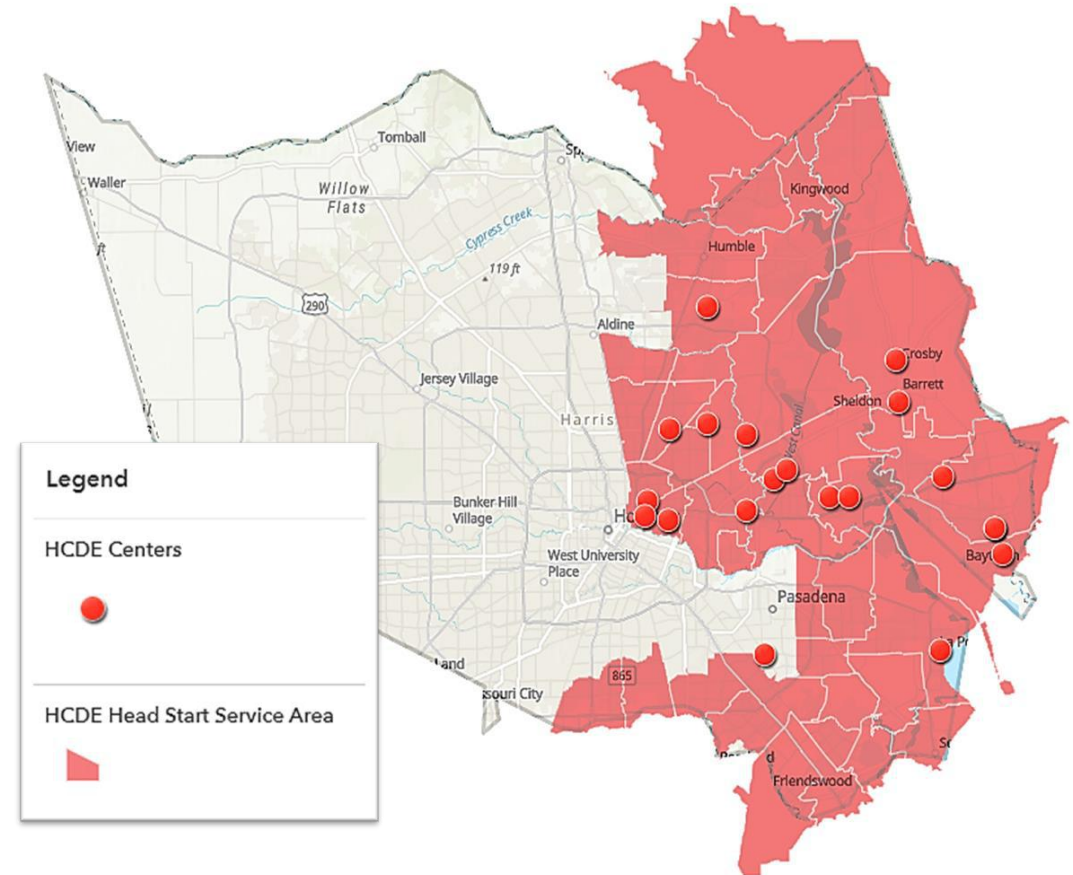 View
Waller
Tomball
Willow
Flats
Cypress Creek
119 ft
290
Kingwood
Humble
Aldine
Jersey Village
Harris
Crosby
Barrett
Sheldon
Bunker Hill
Village
West University
Place
Pasadena
865
Friendswood
Legend
HCDE Centers
HCDE Head Start Service Area